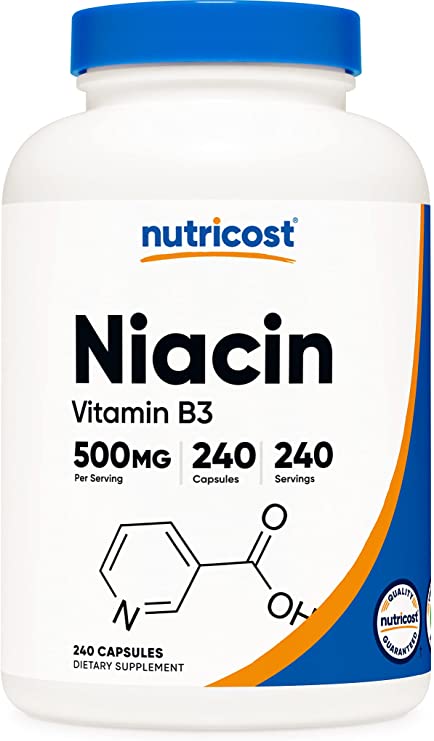 nutricost®
Niacin
Vitamin B3
500MG 240 240
Per Serving Capsules Servings
O
N OH
240 CAPSULES
DIETARY SUPPLEMENT
QUALITY
nutricost®
GUARANTEED